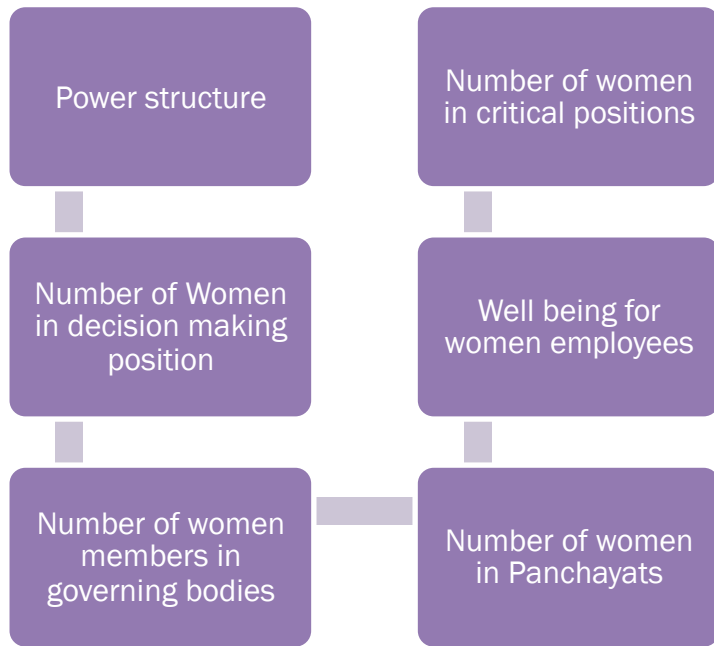 Power structure
Number of Women
in decision making
position
Number of women
members in
governing bodies
Number of women
in Panchayats
Well being for
women employees
Number of women
in critical positions